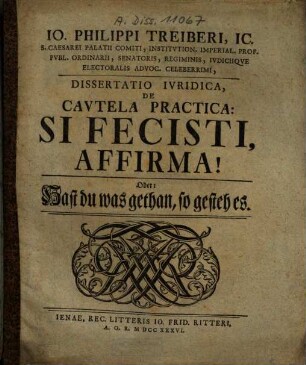 A. Diss. 11067
IO. PHILIPPI TREIBERI, IC.
S. CAESAREI PALATII COMITI, INSTITVTION. IMPERIAL. PROF.
PVBL. ORDINARII, SENATORIS, REGIMINIS, IVDICIIQVE
ELECTORALIS ADVOC. CELEBERRIMI,
DISSERTATIO IVRIDICA,
DE
CAVTELA PRACTICA:
SI FECISTI,
AFFIRMA!
Oder:
Hast du was gethan, so gesteh es.
IENAE, REC. LITTERIS IO. FRID. RITTERI,
A. O. R. M DCC XXXVI.